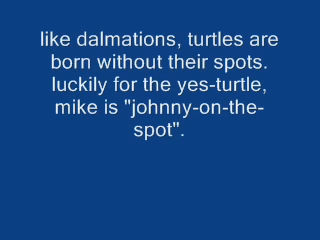 like dalmations, turtles are
born without their spots.
luckily for the yes-turtle,
mike is "johnny-on-the-
spot".